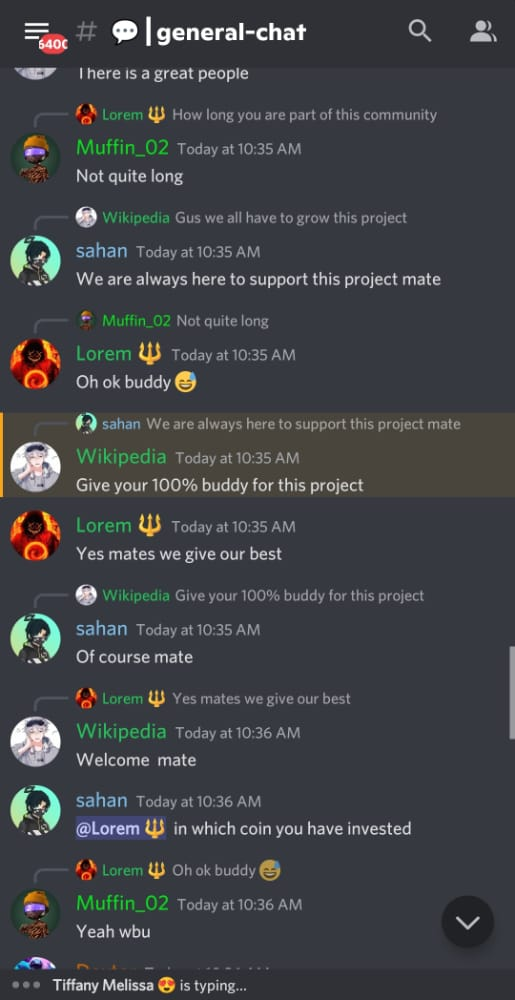 640
# 💬 | general-chat
There is a great people
Lorem 🔱 How long you are part of this community
Muffin_02 Today at 10:35 AM
Not quite long
Wikipedia Gus we all have to grow this project
sahan Today at 10:35 AM
We are always here to support this project mate
Muffin_02 Not quite long
Lorem 🔱 Today at 10:35 AM
Oh ok buddy 😅
sahan We are always here to support this project mate
Wikipedia Today at 10:35 AM
Give your 100% buddy for this project
Lorem 🔱 Today at 10:35 AM
Yes mates we give our best
Wikipedia Give your 100% buddy for this project
sahan Today at 10:35 AM
Of course mate
Lorem 🔱 Yes mates we give our best
Wikipedia Today at 10:36 AM
Welcome mate
sahan Today at 10:36 AM
@Lorem 🔱 in which coin you have invested
Lorem 🔱 Oh ok buddy 😅
Muffin_02 Today at 10:36 AM
Yeah wbu
Tiffany Melissa 😍 is typing...